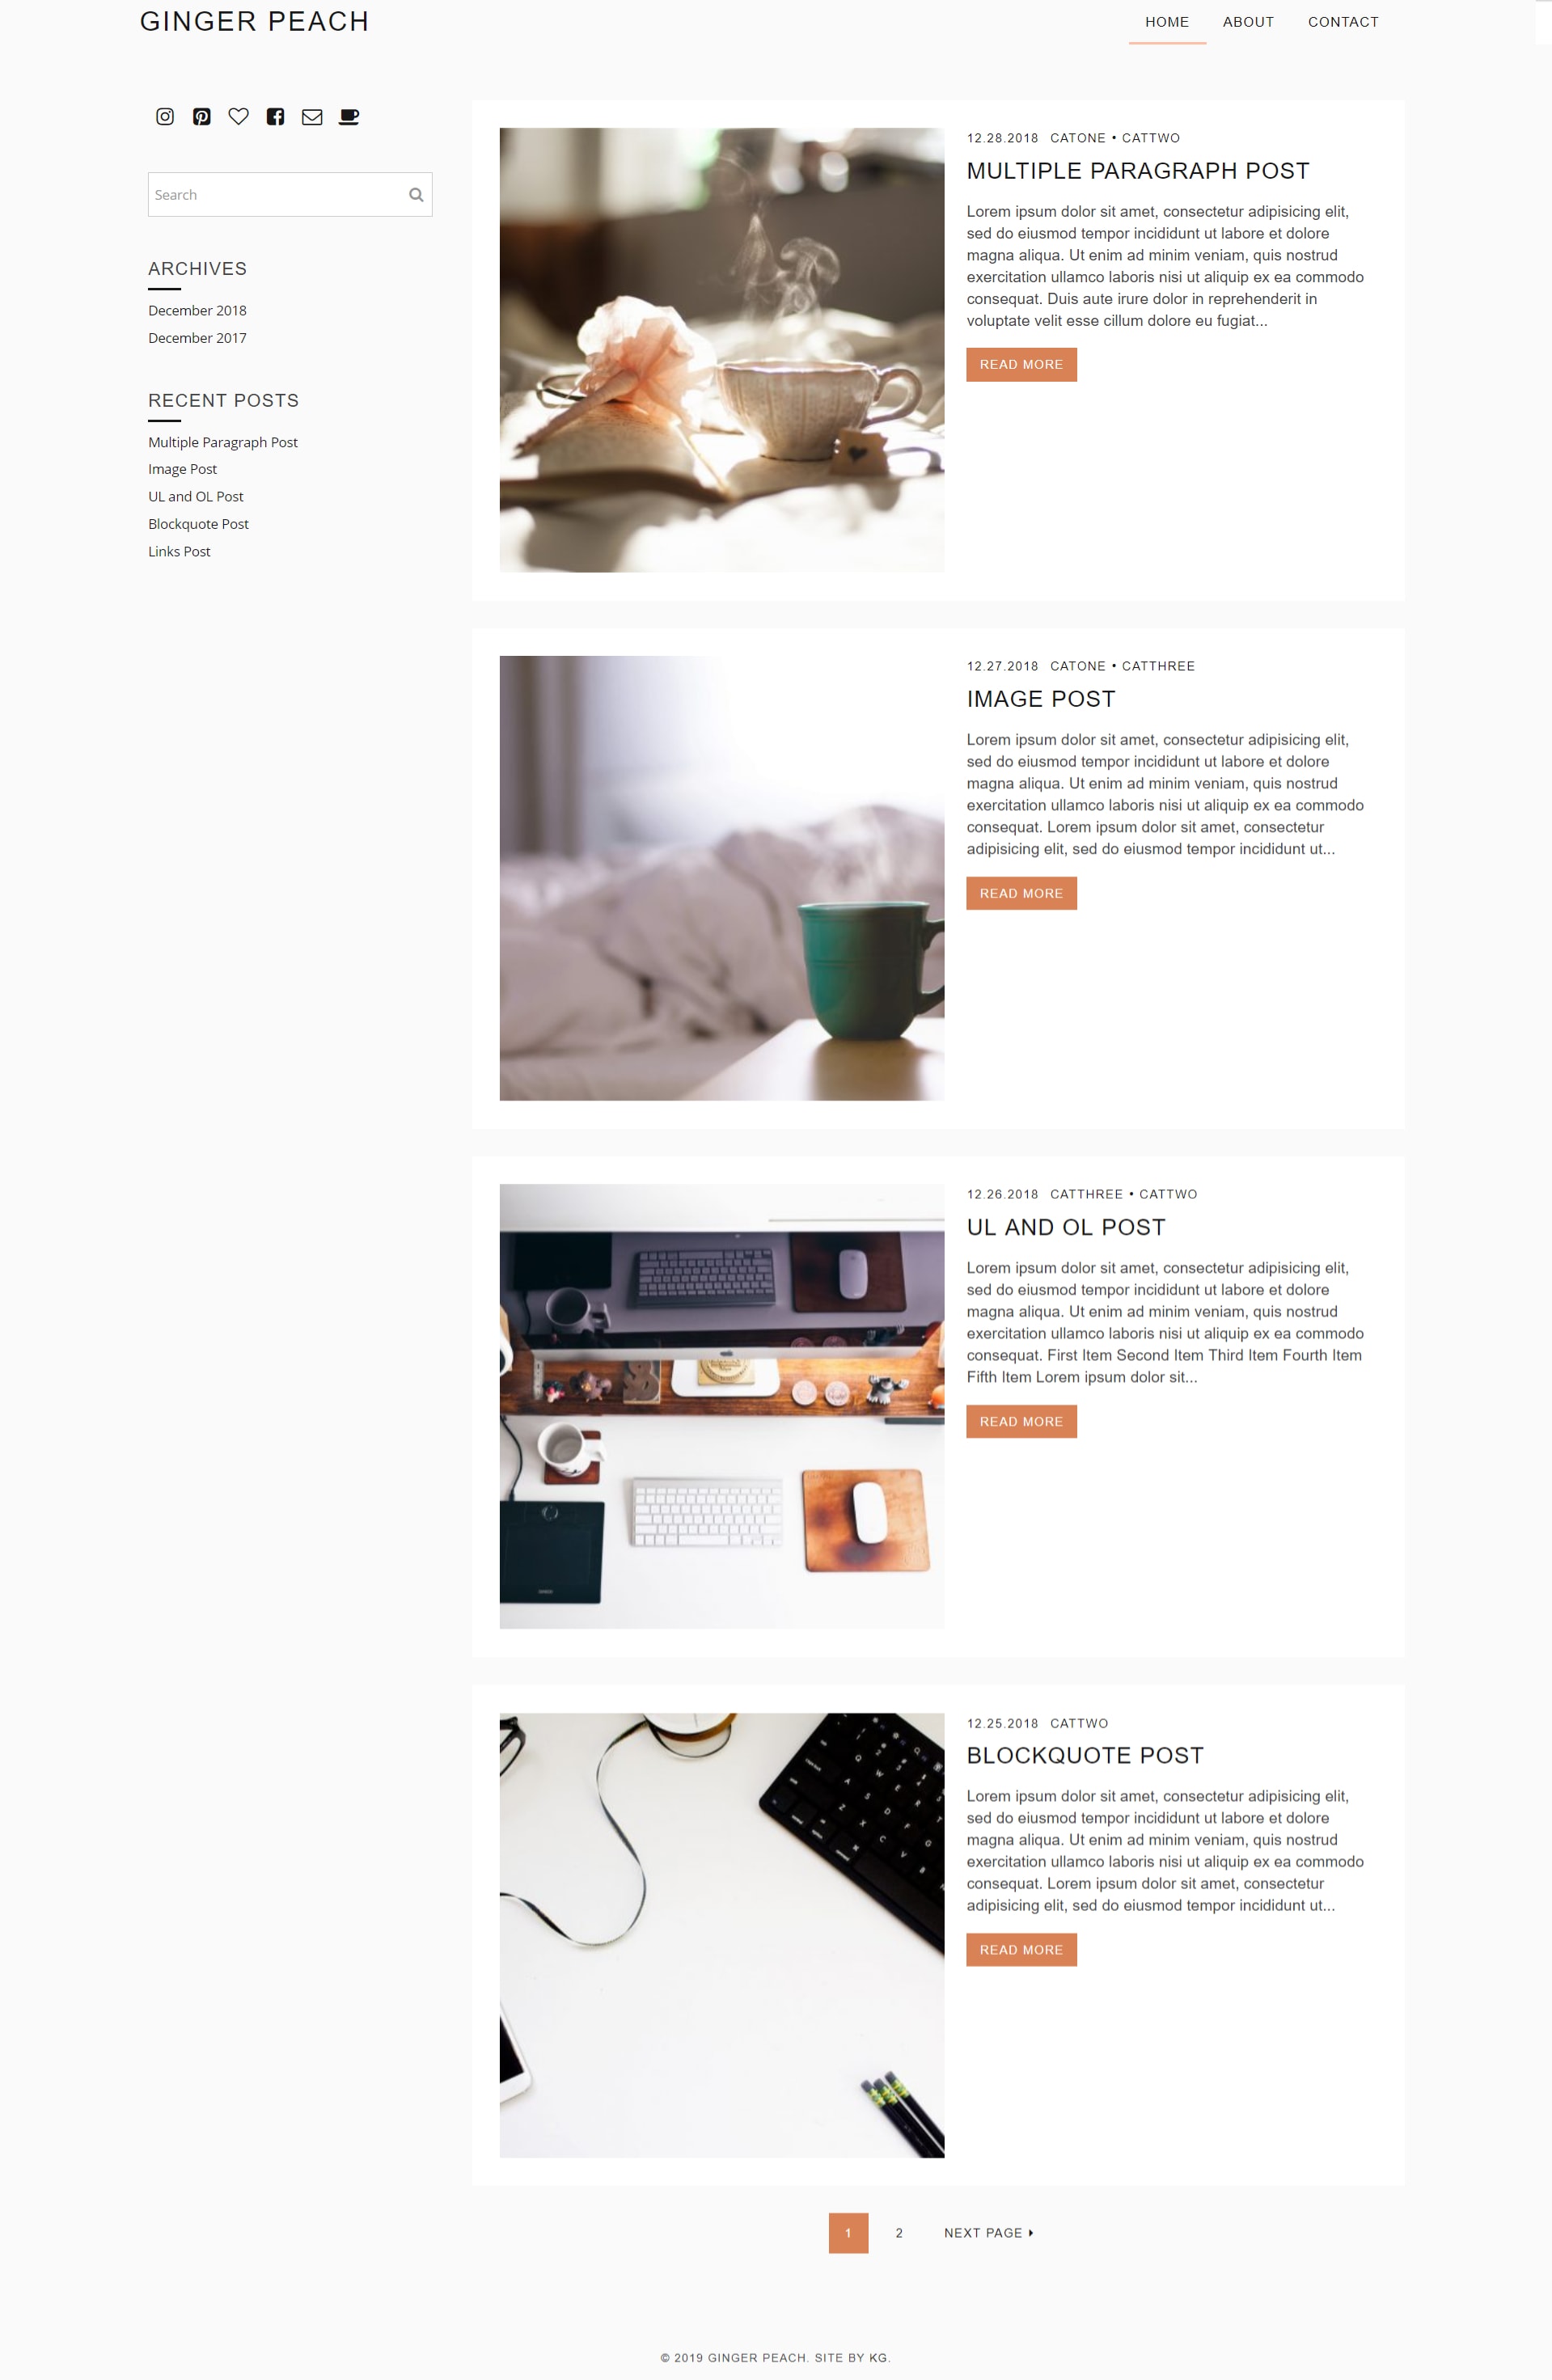 GINGER PEACH
HOME ABOUT CONTACT
Search
ARCHIVES
December 2018
December 2017
RECENT POSTS
Multiple Paragraph Post
Image Post
UL and OL Post
Blockquote Post
Links Post
12.28.2018 CATONE • CATTWO
MULTIPLE PARAGRAPH POST
Lorem ipsum dolor sit amet, consectetur adipisicing elit,
sed do eiusmod tempor incididunt ut labore et dolore
magna aliqua. Ut enim ad minim veniam, quis nostrud
exercitation ullamco laboris nisi ut aliquip ex ea commodo
consequat. Duis aute irure dolor in reprehenderit in
voluptate velit esse cillum dolore eu fugiat...
READ MORE
12.27.2018 CATONE • CATTHREE
IMAGE POST
Lorem ipsum dolor sit amet, consectetur adipisicing elit,
sed do eiusmod tempor incididunt ut labore et dolore
magna aliqua. Ut enim ad minim veniam, quis nostrud
exercitation ullamco laboris nisi ut aliquip ex ea commodo
consequat. Lorem ipsum dolor sit amet, consectetur
adipisicing elit, sed do eiusmod tempor incididunt ut...
READ MORE
12.26.2018 CATTHREE • CATTWO
UL AND OL POST
Lorem ipsum dolor sit amet, consectetur adipisicing elit,
sed do eiusmod tempor incididunt ut labore et dolore
magna aliqua. Ut enim ad minim veniam, quis nostrud
exercitation ullamco laboris nisi ut aliquip ex ea commodo
consequat. First Item Second Item Third Item Fourth Item
Fifth Item Lorem ipsum dolor sit...
READ MORE
12.25.2018 CATTWO
BLOCKQUOTE POST
Lorem ipsum dolor sit amet, consectetur adipisicing elit,
sed do eiusmod tempor incididunt ut labore et dolore
magna aliqua. Ut enim ad minim veniam, quis nostrud
exercitation ullamco laboris nisi ut aliquip ex ea commodo
consequat. Lorem ipsum dolor sit amet, consectetur
adipisicing elit, sed do eiusmod tempor incididunt ut...
READ MORE
1 2 NEXT PAGE
© 2019 GINGER PEACH. SITE BY KG.